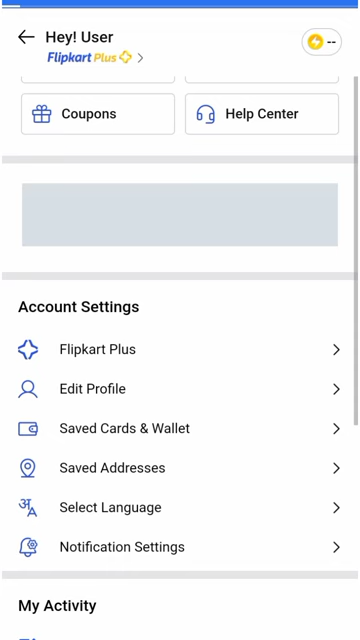 Hey! User
Flipkart Plus
--
Coupons
Help Center
Account Settings
Flipkart Plus
Edit Profile
Saved Cards & Wallet
Saved Addresses
अ
A
Select Language
Notification Settings
My Activity